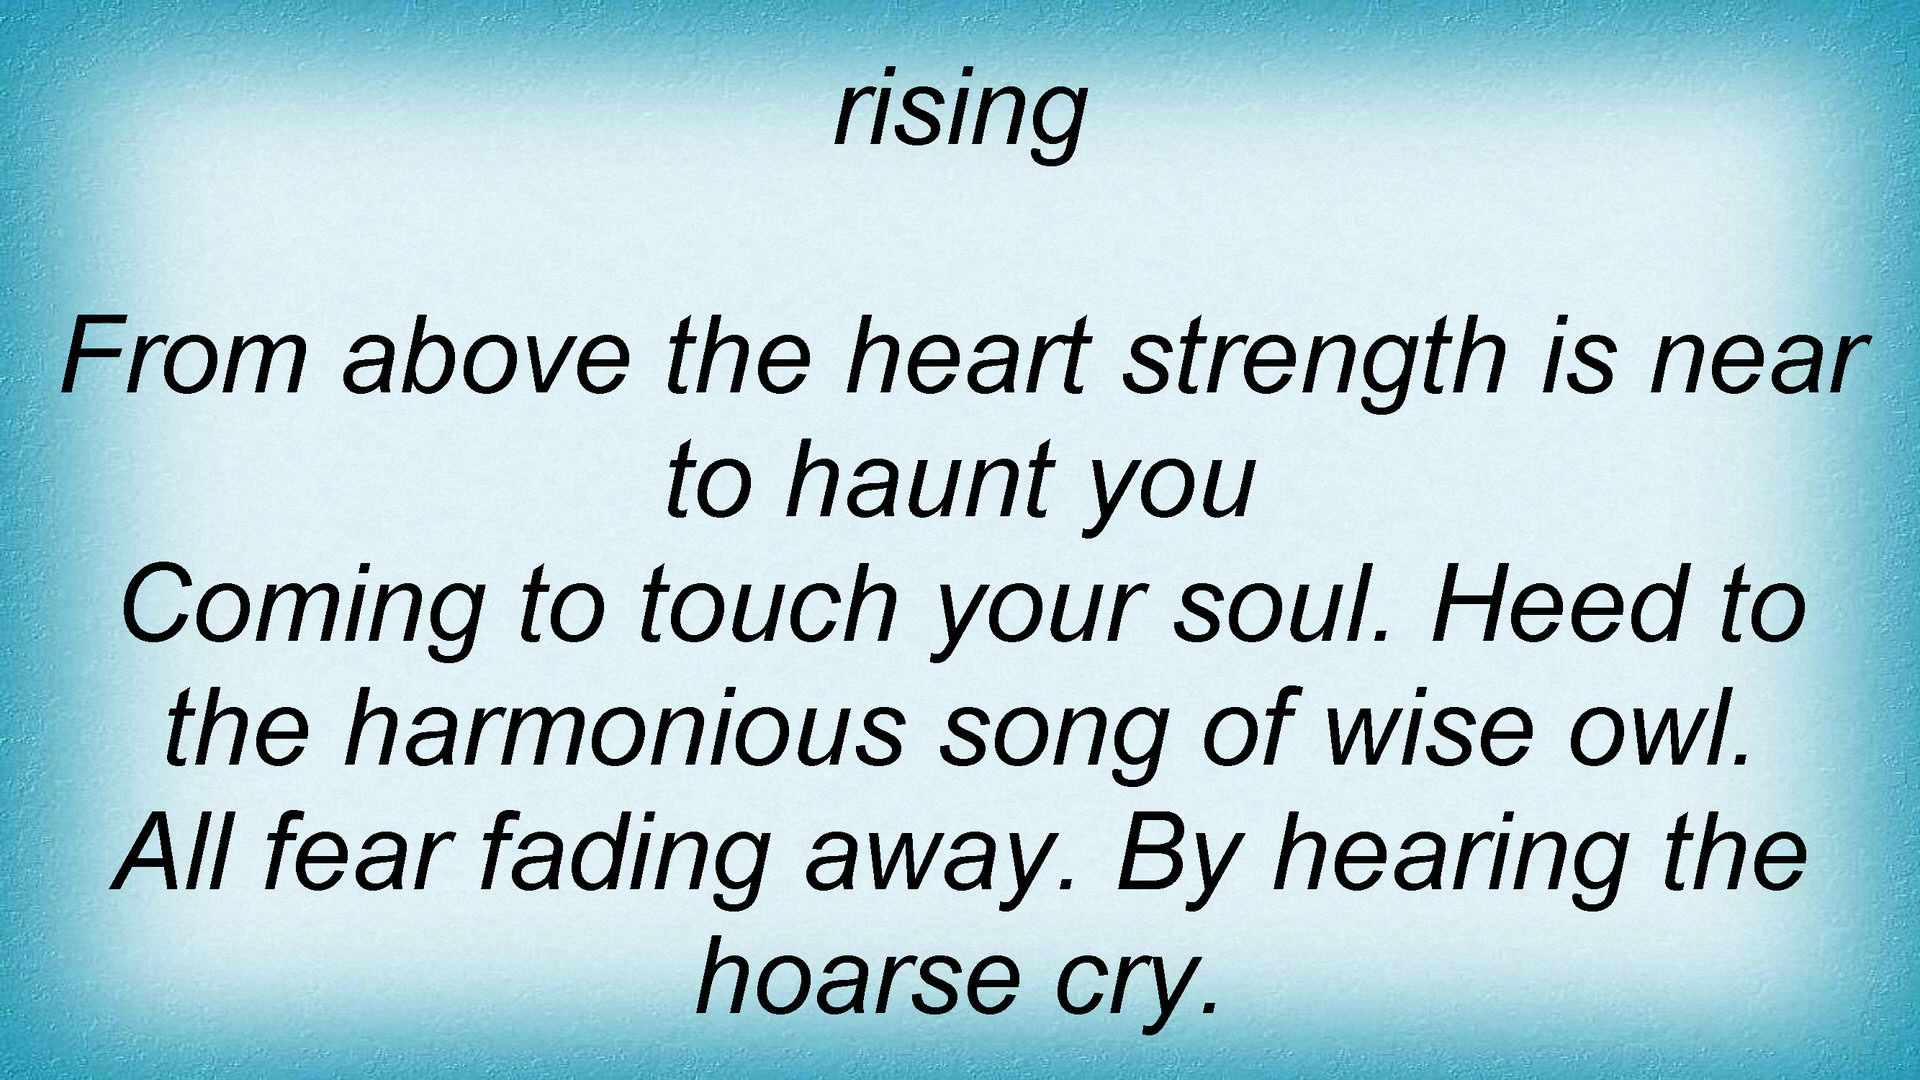 rising
From above the heart strength is near
to haunt you
Coming to touch your soul. Heed to
the harmonious song of wise owl.
All fear fading away. By hearing the
hoarse cry.